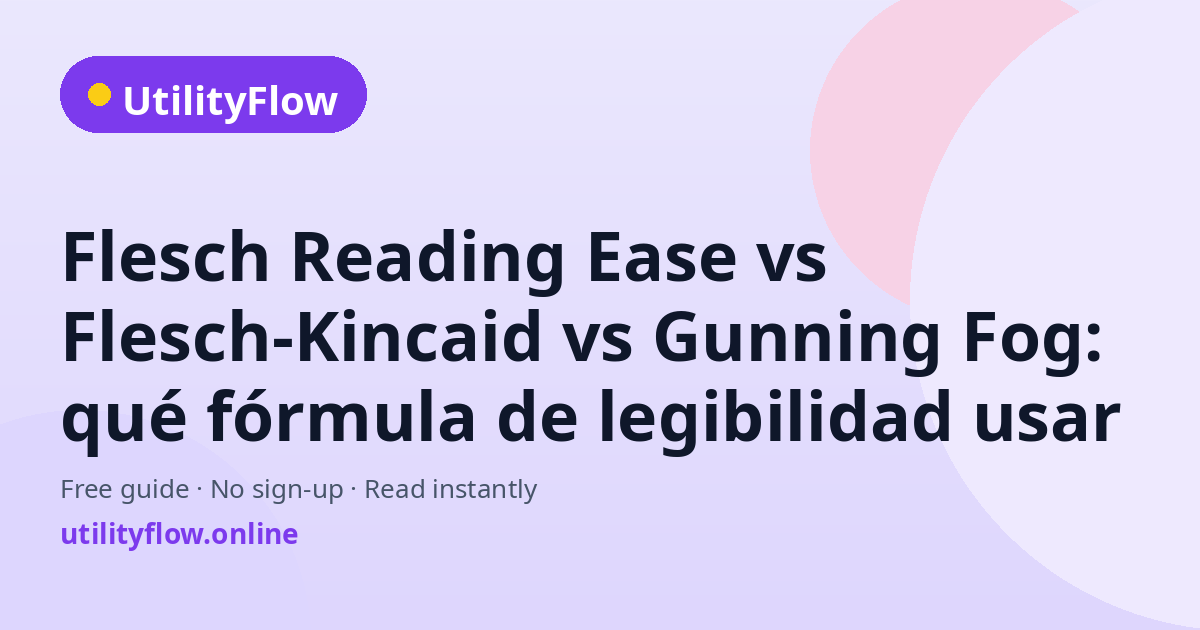 UtilityFlow
Flesch Reading Ease vs
Flesch-Kincaid vs Gunning Fog:
qué fórmula de legibilidad usar
Free guide · No sign-up · Read instantly
utilityflow.online